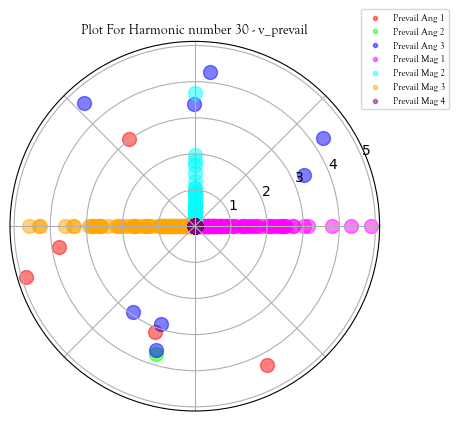 Plot For Harmonic number 30 - v_prevail
Prevail Ang 1
Prevail Ang 2
Prevail Ang 3
Prevail Mag 1
Prevail Mag 2
Prevail Mag 3
Prevail Mag 4
5
4
3
2
1